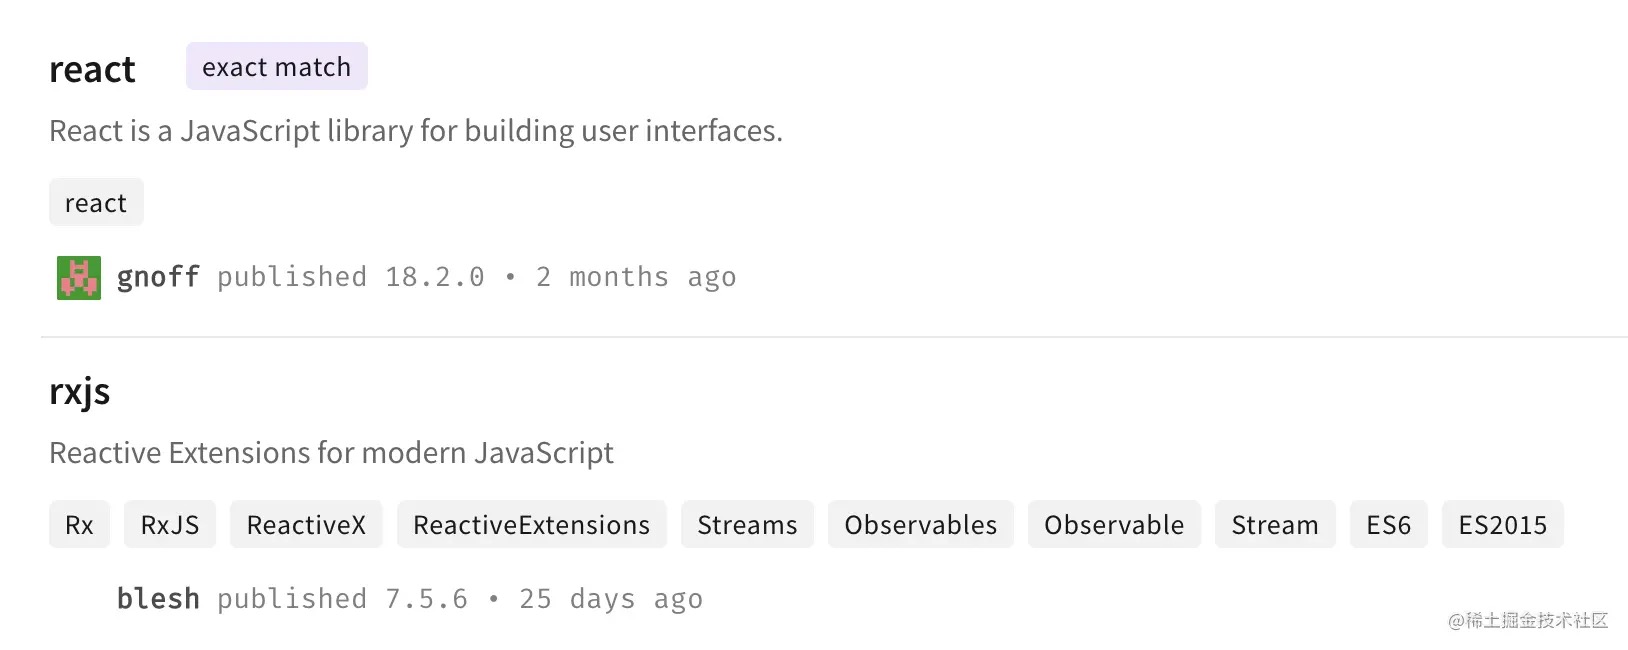 react exact match
React is a JavaScript library for building user interfaces.
react
gnoff published 18.2.0 • 2 months ago
rxjs
Reactive Extensions for modern JavaScript
Rx RxJS ReactiveX ReactiveExtensions Streams Observables Observable Stream ES6 ES2015
blesh published 7.5.6 • 25 days ago
@稀土掘金技术社区